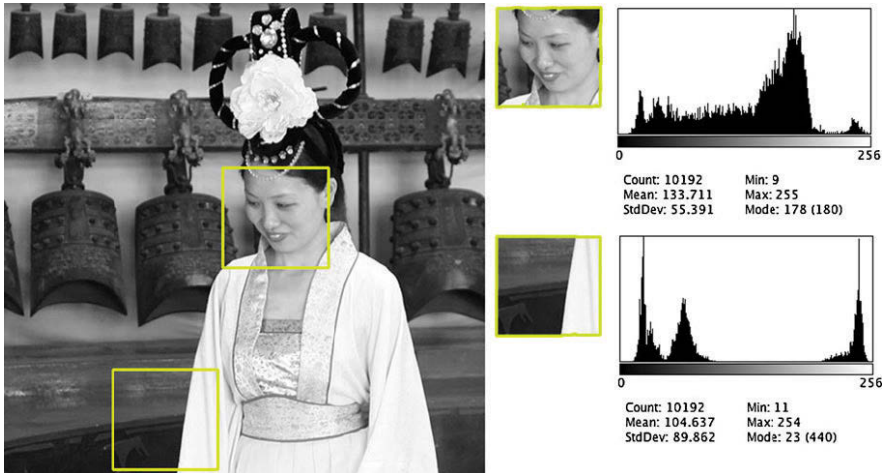 0 256
Count: 10192 Min: 9
Mean: 133.711 Max: 255
StdDev: 55.391 Mode: 178 (180)
0 256
Count: 10192 Min: 11
Mean: 104.637 Max: 254
StdDev: 89.862 Mode: 23 (440)